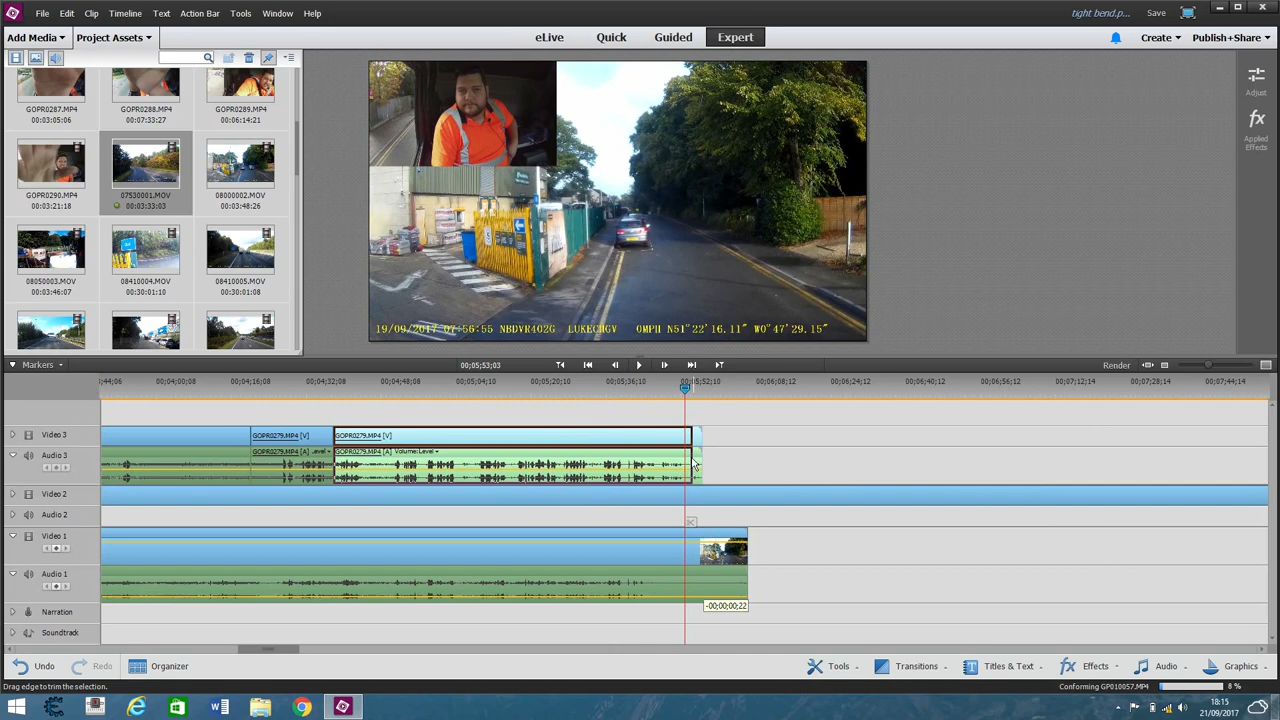 File Edit Clip Timeline Text Action Bar Tools Window Help
tight bend.p... Save
Add Media Project Assets
eLive Quick Guided Expert
Create Publish+Share
GOPR0287.MP4 GOPR0288.MP4 GOPR0289.MP4
00:03:05:06 00:07:33:27 00:06:14:21
GOPR0290.MP4 07530001.MOV 08000002.MOV
00:03:21:18 00:03:33:03 00:03:48:26
08050003.MOV 08410004.MOV 08410005.MOV
00:03:46:07 00:30:01:10 00:30:01:08
Adjust
fx
Applied
Effects
19/09/2017 07:56:55 NBDVR402G LUKECHGV 0MPH N51°22'16.11" W0°47'29.15"
Markers
00;05;53;03
Render
;44;06 00;04;00;08 00;04;16;08 00;04;32;08 00;04;48;08 00;05;04;10 00;05;20;10 00;05;36;10 00;05;52;10 00;06;08;12 00;06;24;12 00;06;40;12 00;06;56;12 00;07;12;14 00;07;28;14 00;07;44;14
Video 3 GOPR0279.MP4 [V] GOPR0279.MP4 [V]
Audio 3 GOPR0279.MP4 [A] GOPR0279.MP4 [A] Volume:Level
Video 2
Audio 2
Video 1
Audio 1
-00;00;00;22
Narration
Soundtrack
Undo Redo Organizer
Tools Transitions Titles & Text fx Effects Audio Graphics
Drag edge to trim the selection.
Conforming GP010057.MP4 8 %
18:15
21/09/2017